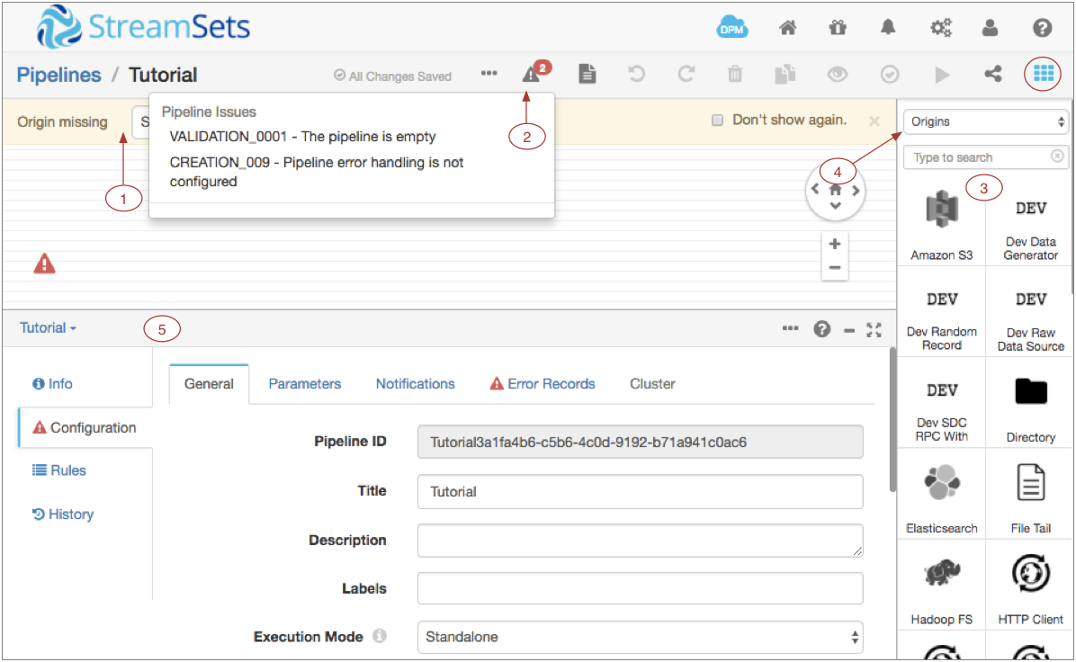 StreamSets
DPM
Pipelines / Tutorial
All Changes Saved
2
Origin missing
S
Pipeline Issues
VALIDATION_0001 - The pipeline is empty
CREATION_009 - Pipeline error handling is not
configured
Don't show again.
1
2
4
3
Origins
Type to search
Amazon S3
DEV
Dev Data
Generator
DEV
Dev Random
Record
DEV
Dev Raw
Data Source
DEV
Dev SDC
RPC With
Directory
Elasticsearch
File Tail
Hadoop FS
HTTP Client
Tutorial
5
Info
Configuration
Rules
History
General
Parameters
Notifications
Error Records
Cluster
Pipeline ID
Tutorial3a1fa4b6-c5b6-4c0d-9192-b71a941c0ac6
Title
Tutorial
Description
Labels
Execution Mode
Standalone